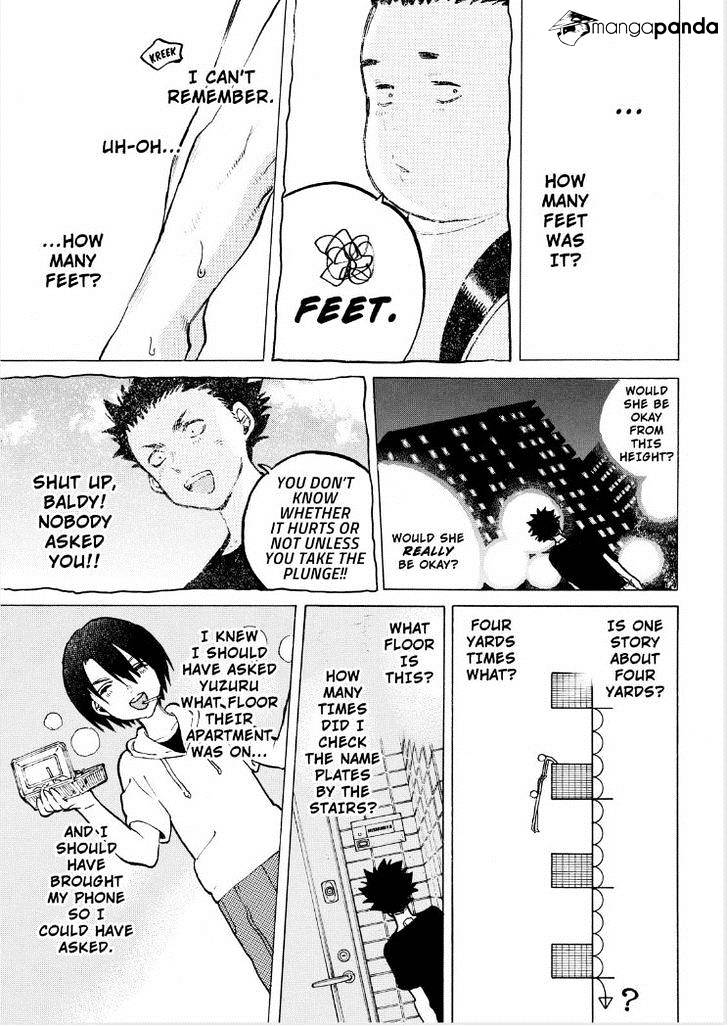 mangapanda
...
HOW
MANY
FEET
WAS
IT?
FEET.
KREEK
I CAN'T
REMEMBER.
UH-OH...
...HOW
MANY
FEET?
WOULD
SHE BE
OKAY
FROM
THIS
HEIGHT?
WOULD SHE
REALLY
BE OKAY?
YOU DON'T
KNOW
WHETHER
IT HURTS OR
NOT UNLESS
YOU TAKE THE
PLUNGE!!
SHUT UP,
BALDY!
NOBODY
ASKED
YOU!!
IS ONE
STORY
ABOUT
FOUR
YARDS?
FOUR
YARDS
TIMES
WHAT?
?
WHAT
FLOOR
IS
THIS?
HOW
MANY
TIMES
DID I
CHECK
THE NAME
PLATES
BY THE
STAIRS?
I KNEW
I SHOULD
HAVE ASKED
YUZURU
WHAT FLOOR
THEIR
APARTMENT
WAS ON...
AND I
SHOULD
HAVE
BROUGHT
MY PHONE
SO I
COULD HAVE
ASKED.